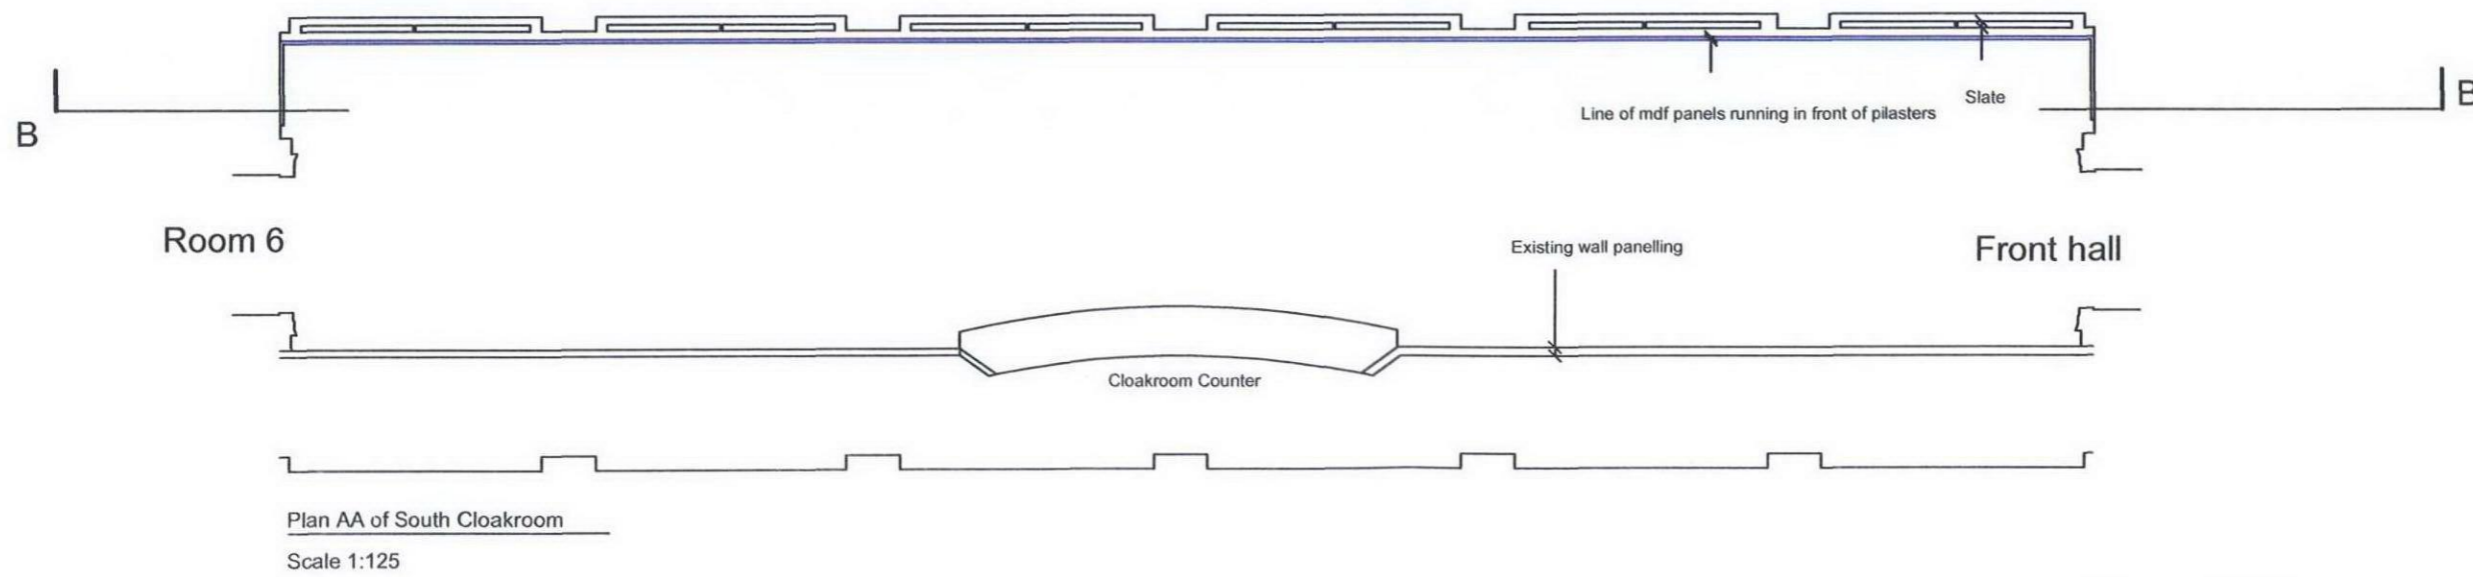 Slate
Line of mdf panels running in front of pilasters
B
B
Room 6
Existing wall panelling
Front hall
Cloakroom Counter
Plan AA of South Cloakroom
Scale 1:125